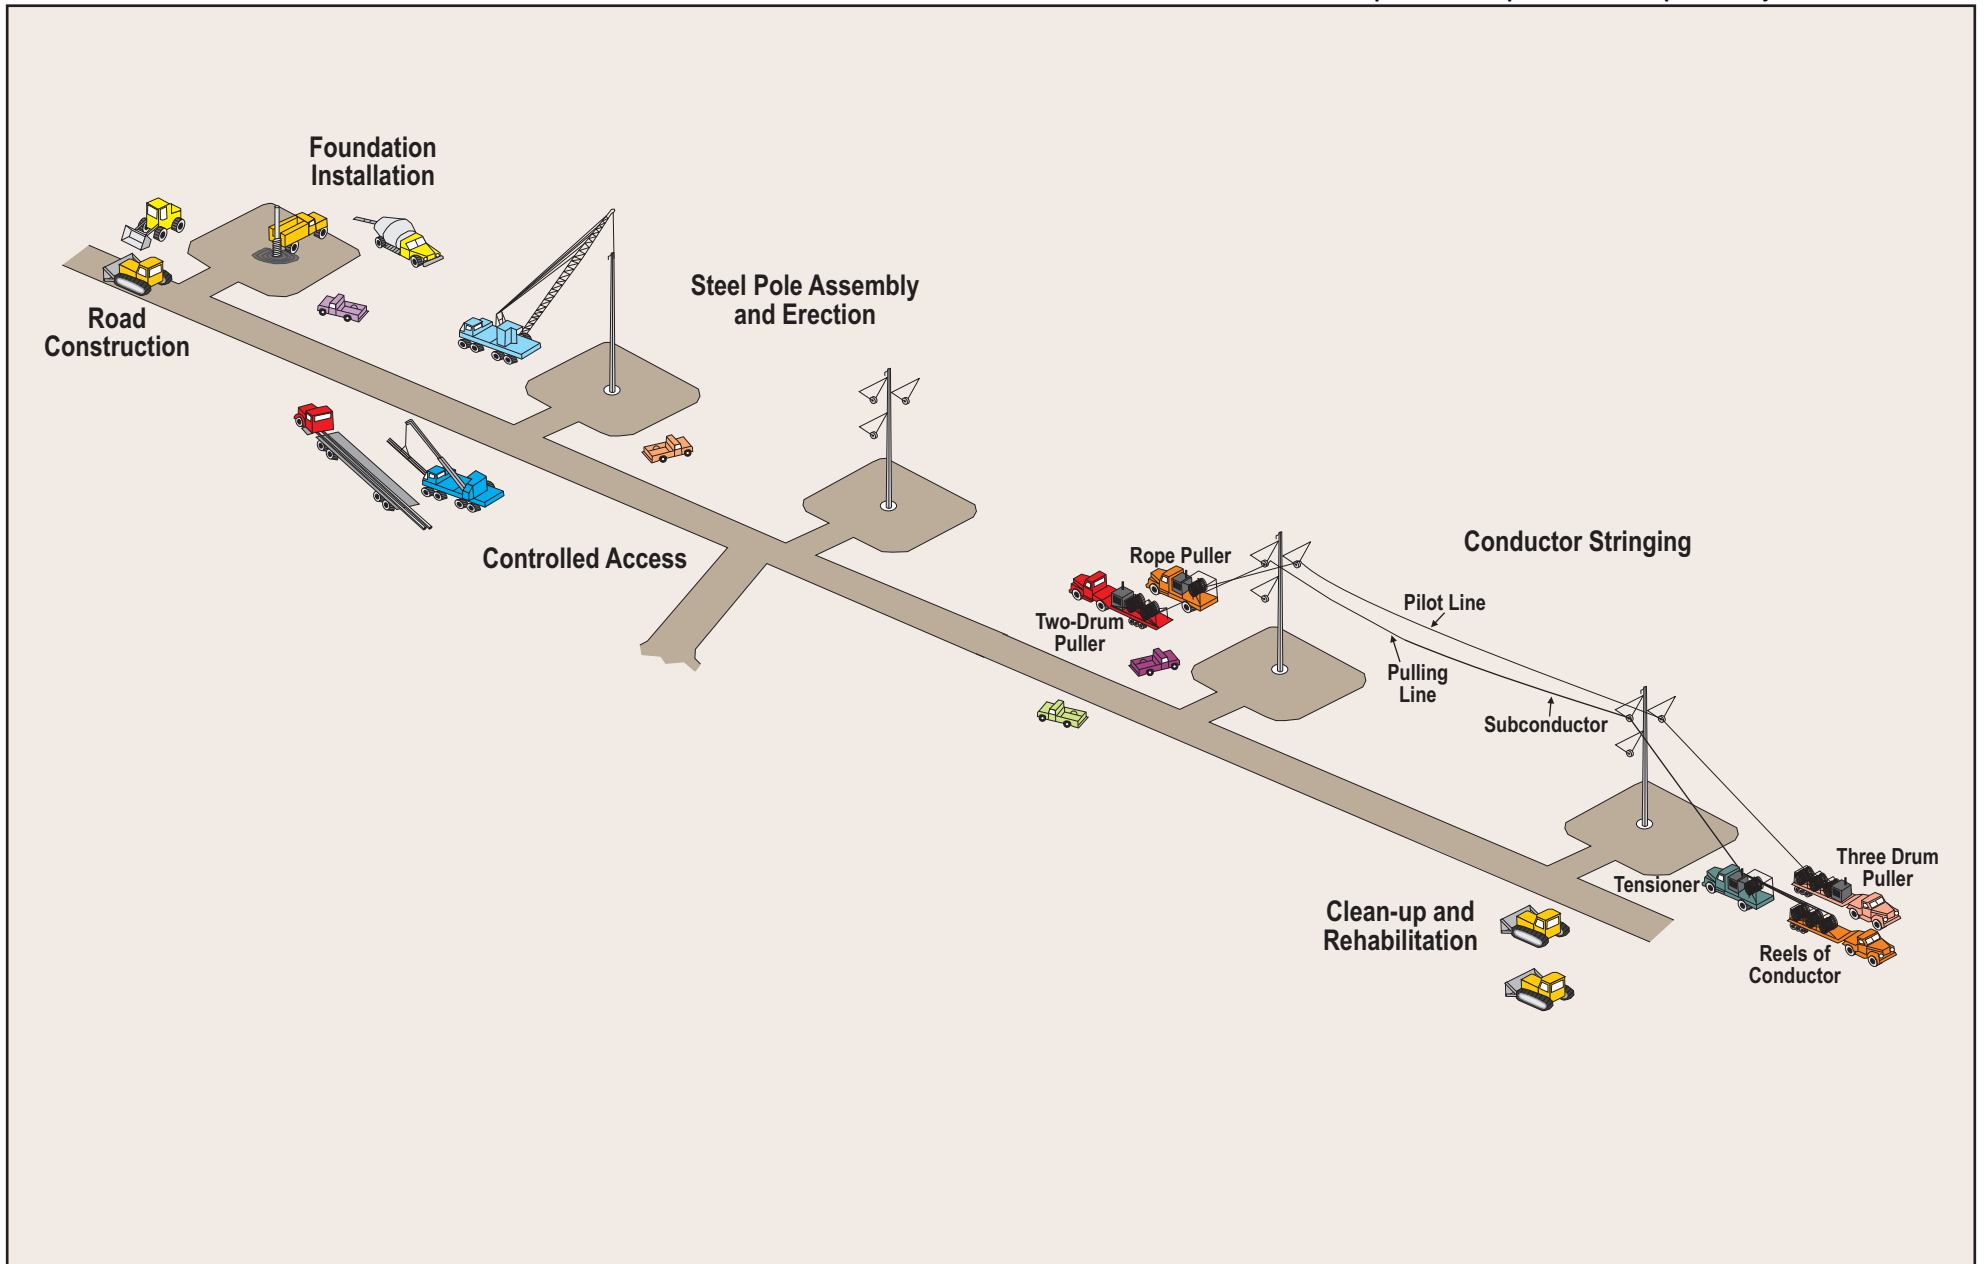 Foundation
Installation
Road
Construction
Steel Pole Assembly
and Erection
Controlled Access
Conductor Stringing
Rope Puller
Two-Drum
Puller
Pilot Line
Pulling
Line
Subconductor
Tensioner
Three Drum
Puller
Reels of
Conductor
Clean-up and
Rehabilitation